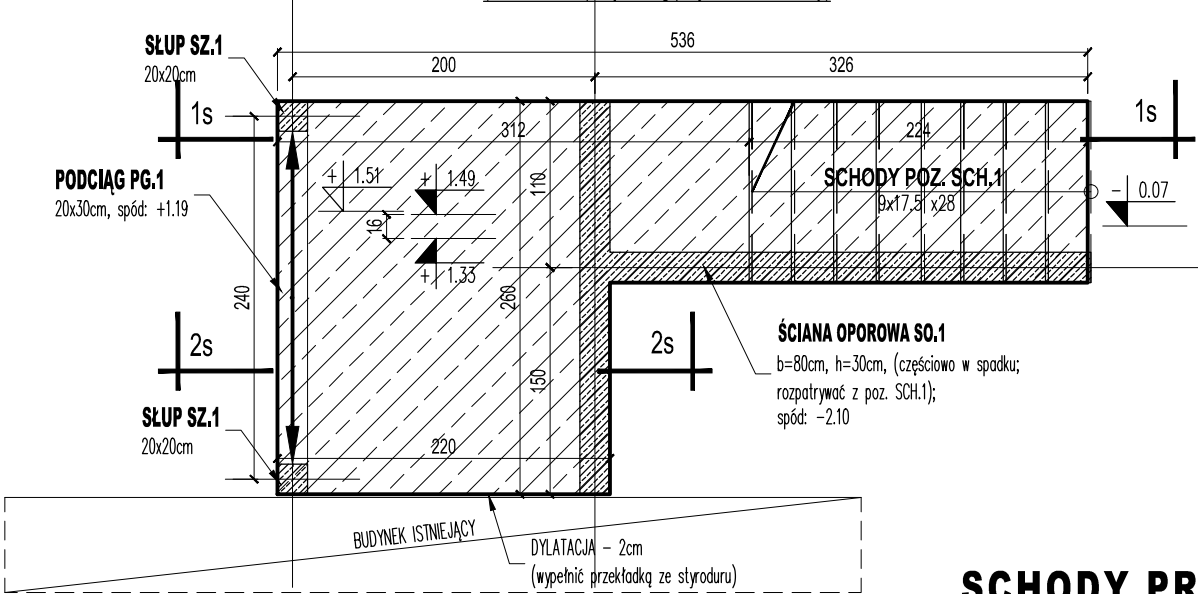 536
SŁUP SZ.1
20x20cm
200
326
1s
1s
312
224
PODCIĄG PG.1
20x30cm, spód: +1.19
+ 1.51
+ 1.49
110
SCHODY POZ. SCH.1
9x17,5 x28
- 0.07
16
+ 1.33
240
260
2s
2s
ŚCIANA OPOROWA SO.1
b=80cm, h=30cm, (częściowo w spadku;
rozpatrywać z poz. SCH.1);
spód: -2.10
150
SŁUP SZ.1
20x20cm
220
BUDYNEK ISTNIEJĄCY
DYLATACJA - 2cm
(wypełnić przekładką ze styroduru)
SCHODY PR